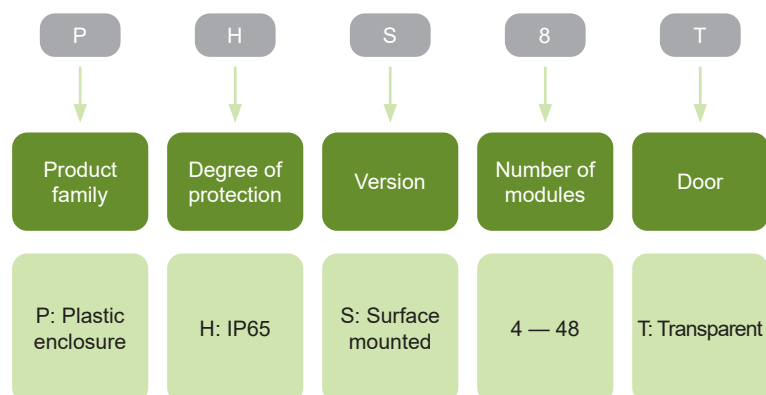 P H S 8 T
Product family
Degree of protection
Version
Number of modules
Door
P: Plastic enclosure
H: IP65
S: Surface mounted
4 — 48
T: Transparent